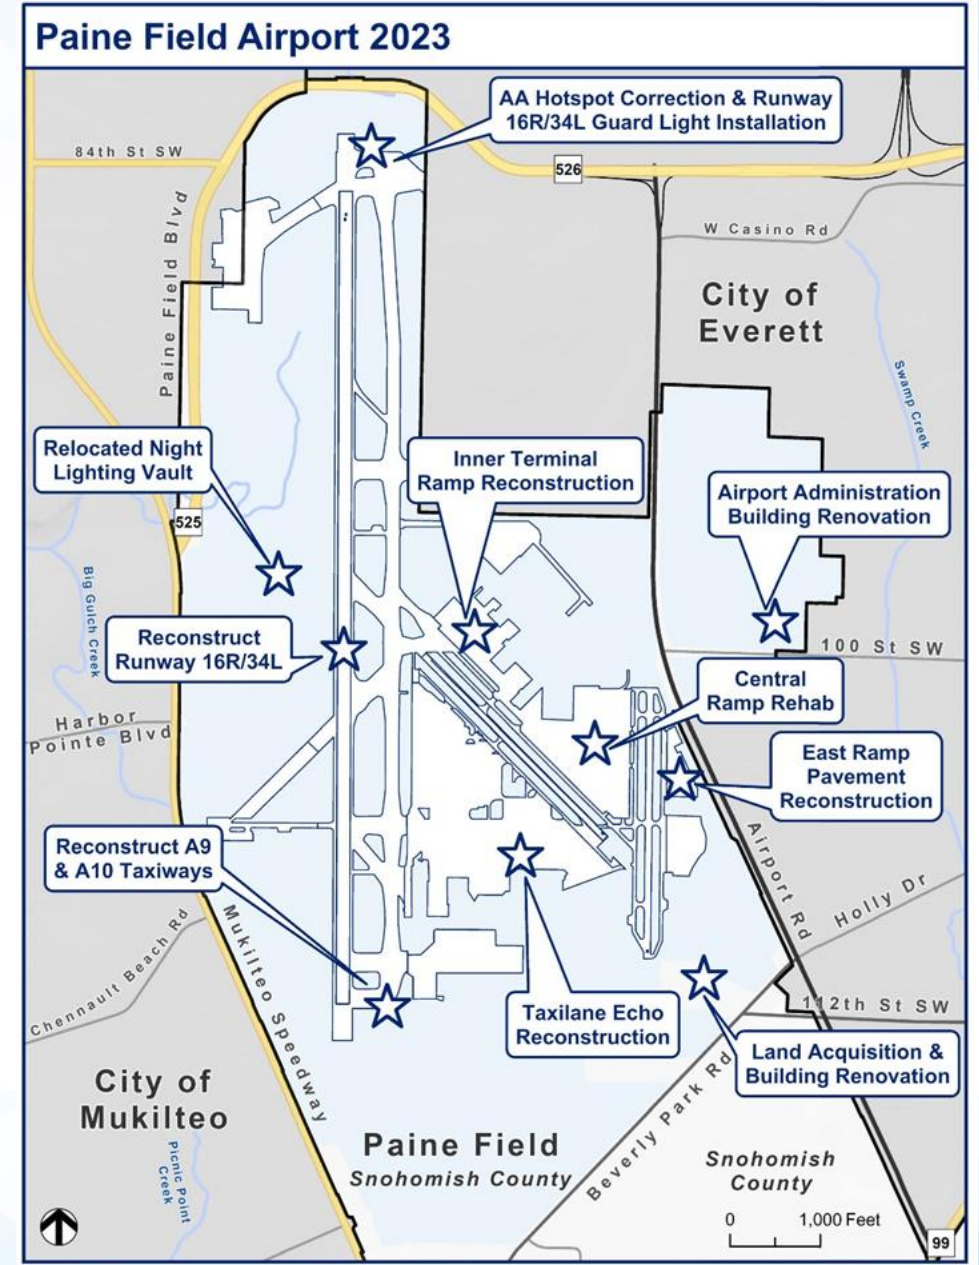 Paine Field Airport 2023
AA Hotspot Correction & Runway
16R/34L Guard Light Installation
84th St SW
526
Paine Field Blvd
W Casino Rd
City of
Everett
Swamp Creek
Relocated Night
Lighting Vault
Inner Terminal
Ramp Reconstruction
Airport Administration
Building Renovation
525
Big Gulch Creek
Reconstruct
Runway 16R/34L
100 St SW
Central
Ramp Rehab
Harbor
Pointe Blvd
East Ramp
Pavement
Reconstruction
Reconstruct A9
& A10 Taxiways
Airport Rd
Holly Dr
Chennault Beach Rd
Mukilteo Speedway
112th St SW
Taxilane Echo
Reconstruction
Land Acquisition &
Building Renovation
City of
Mukilteo
Beverly Park Rd
Picnic Point
Creek
Paine Field
Snohomish County
Snohomish
County
0 1,000 Feet
99